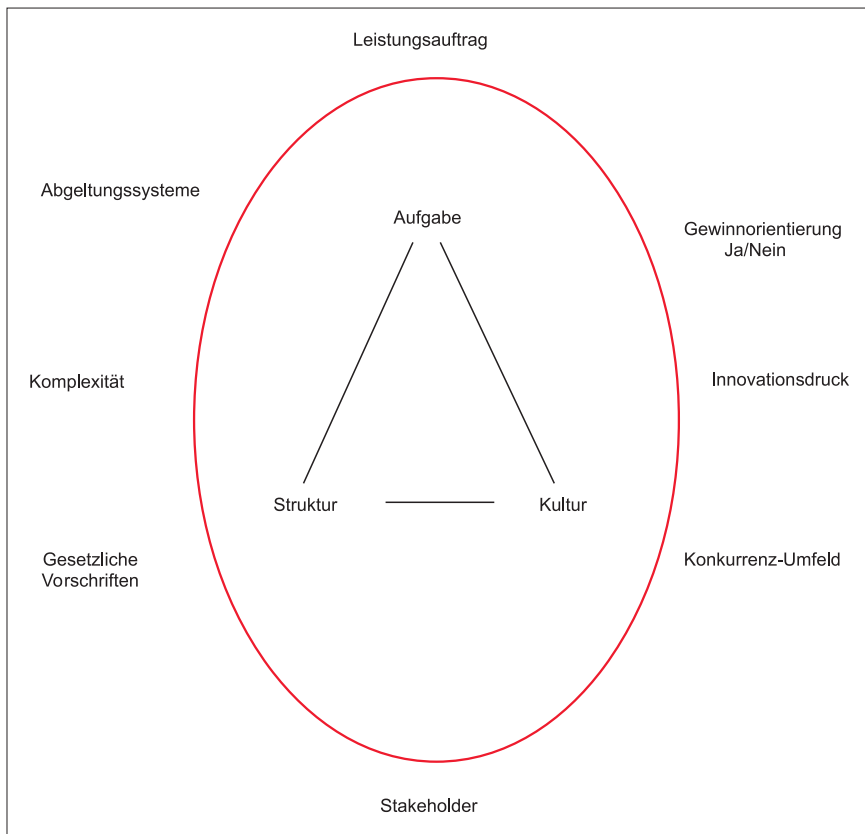 Leistungsauftrag
Abgeltungssysteme
Aufgabe
Gewinnorientierung
Ja/Nein
Komplexität
Innovationsdruck
Struktur
Kultur
Gesetzliche
Vorschriften
Konkurrenz-Umfeld
Stakeholder